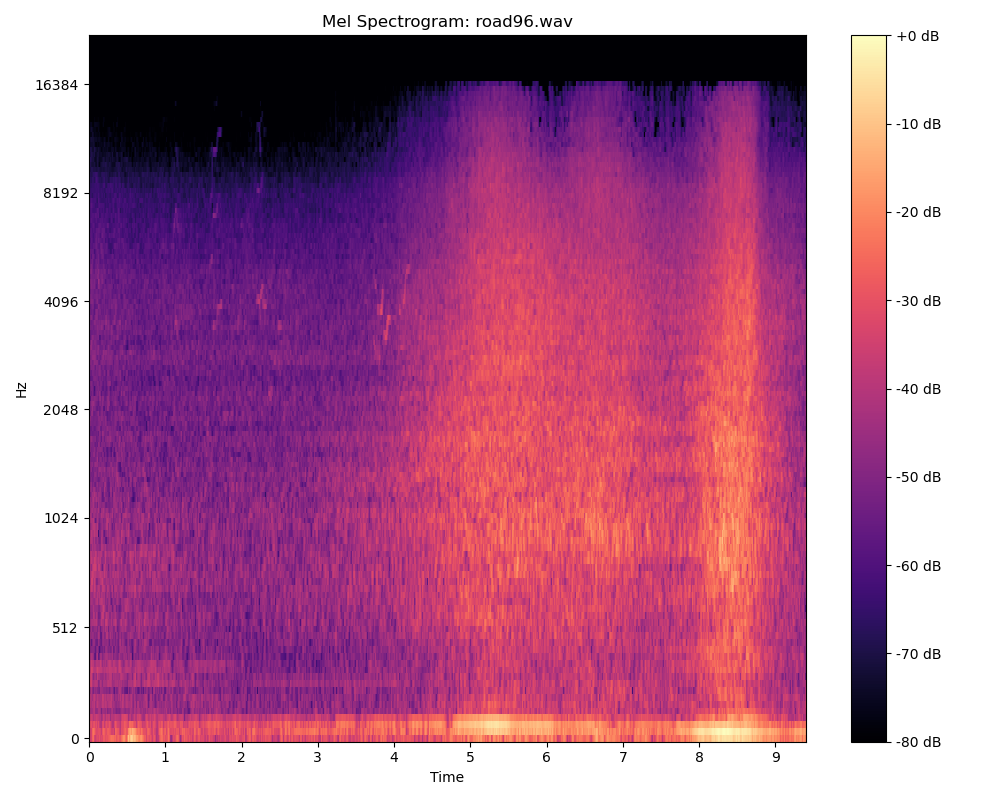 Mel Spectrogram: road96.wav
+0 dB
16384
-10 dB
8192
-20 dB
4096
-30 dB
Hz
-40 dB
2048
-50 dB
1024
-60 dB
512
-70 dB
0
-80 dB
0 1 2 3 4 5 6 7 8 9
Time